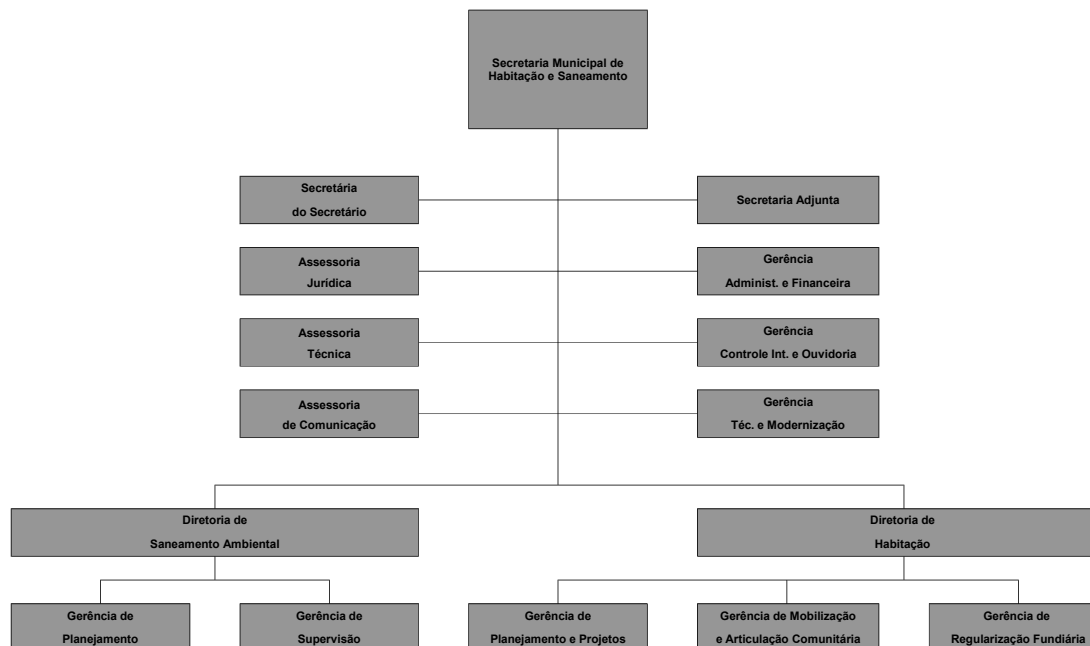 Secretaria Municipal de
Habitação e Saneamento
Secretária
do Secretário
Secretaria Adjunta
Assessoria
Jurídica
Gerência
Administ. e Financeira
Assessoria
Técnica
Gerência
Controle Int. e Ouvidoria
Assessoria
de Comunicação
Gerência
Téc. e Modernização
Diretoria de
Saneamento Ambiental
Diretoria de
Habitação
Gerência de
Planejamento
Gerência de
Supervisão
Gerência de
Planejamento e Projetos
Gerência de Mobilização
e Articulação Comunitária
Gerência de
Regularização Fundiária